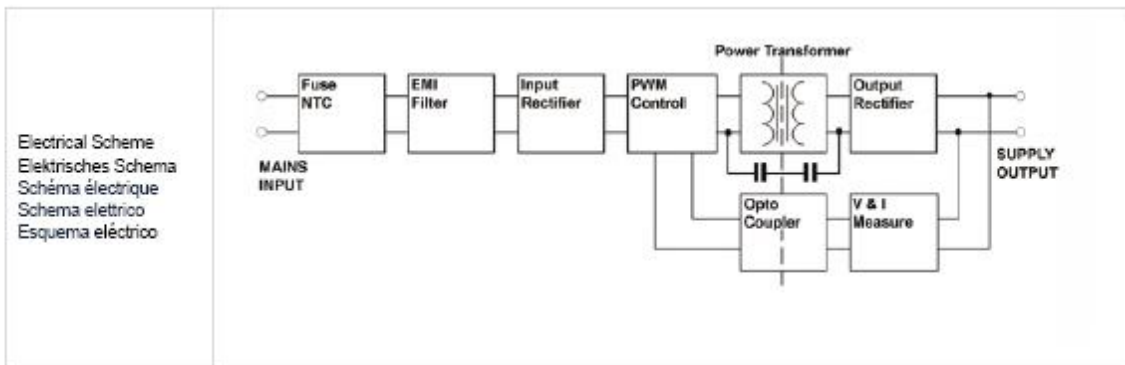 Electrical Scheme
Elektrisches Schema
Schéma électrique
Schema elettrico
Esquema eléctrico
Power Transformer
Fuse
NTC
EMI
Filter
Input
Rectifier
PWM
Controll
Output
Rectifier
MAINS
INPUT
SUPPLY
OUTPUT
Opto
Coupler
V & I
Measure